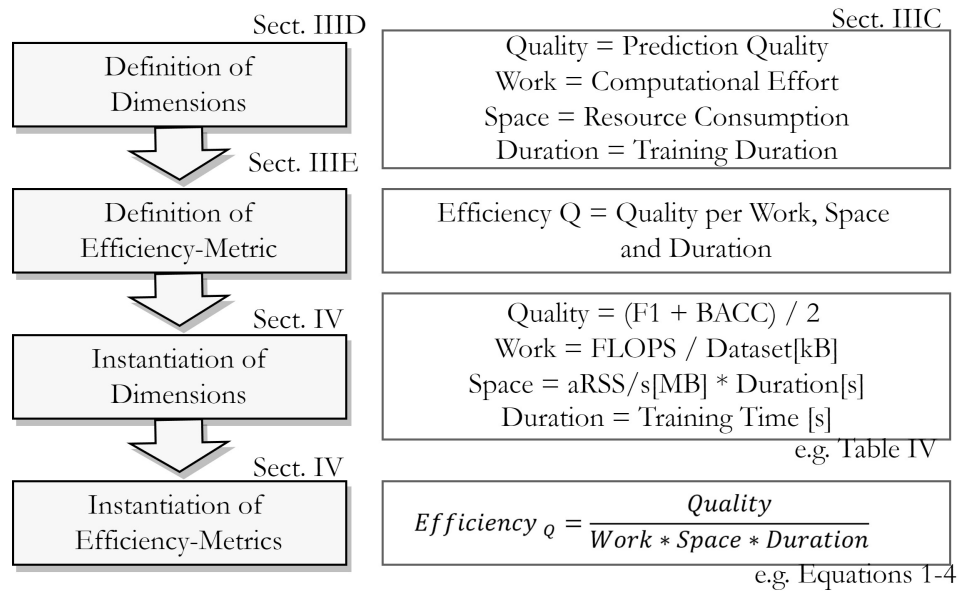 Sect. IIID
Sect. IIIC
Definition of
Dimensions
Quality = Prediction Quality
Work = Computational Effort
Space = Resource Consumption
Duration = Training Duration
Sect. IIIE
Definition of
Efficiency-Metric
Efficiency Q = Quality per Work, Space
and Duration
Sect. IV
Instantiation of
Dimensions
Quality = (F1 + BACC) / 2
Work = FLOPS / Dataset[kB]
Space = aRSS/s[MB] * Duration[s]
Duration = Training Time [s]
e.g. Table IV
Sect. IV
Instantiation of
Efficiency-Metrics
Efficiency Q = Quality / Work * Space * Duration
e.g. Equations 1-4